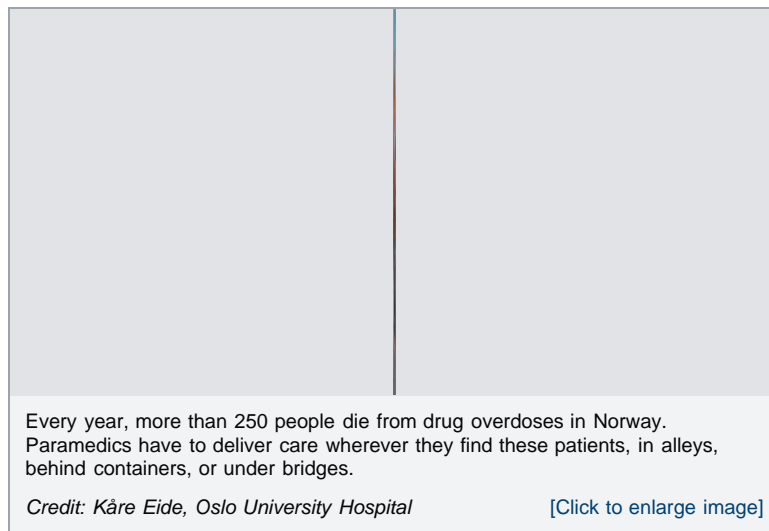 Every year, more than 250 people die from drug overdoses in Norway.
Paramedics have to deliver care wherever they find these patients, in alleys,
behind containers, or under bridges.
Credit: Kåre Eide, Oslo University Hospital [Click to enlarge image]